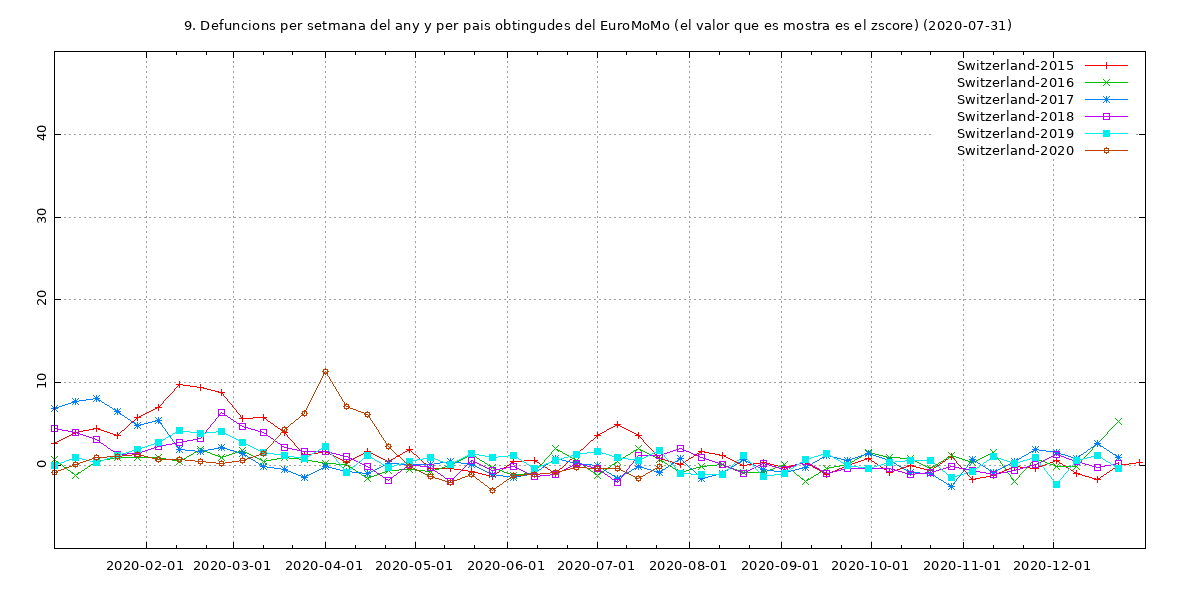 9. Defuncions per setmana del any y per pais obtingudes del EuroMoMo (el valor que es mostra es el zscore) (2020-07-31)
Switzerland-2015
Switzerland-2016
Switzerland-2017
Switzerland-2018
Switzerland-2019
Switzerland-2020
40
30
20
10
0
2020-02-01 2020-03-01 2020-04-01 2020-05-01 2020-06-01 2020-07-01 2020-08-01 2020-09-01 2020-10-01 2020-11-01 2020-12-01